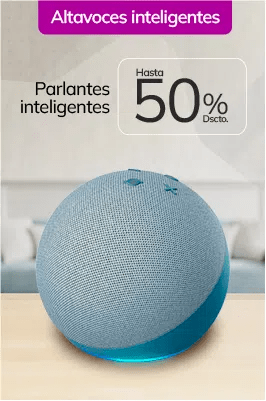 Altavoces inteligentes
Parlantes
inteligentes
Hasta
50%
Dscto.